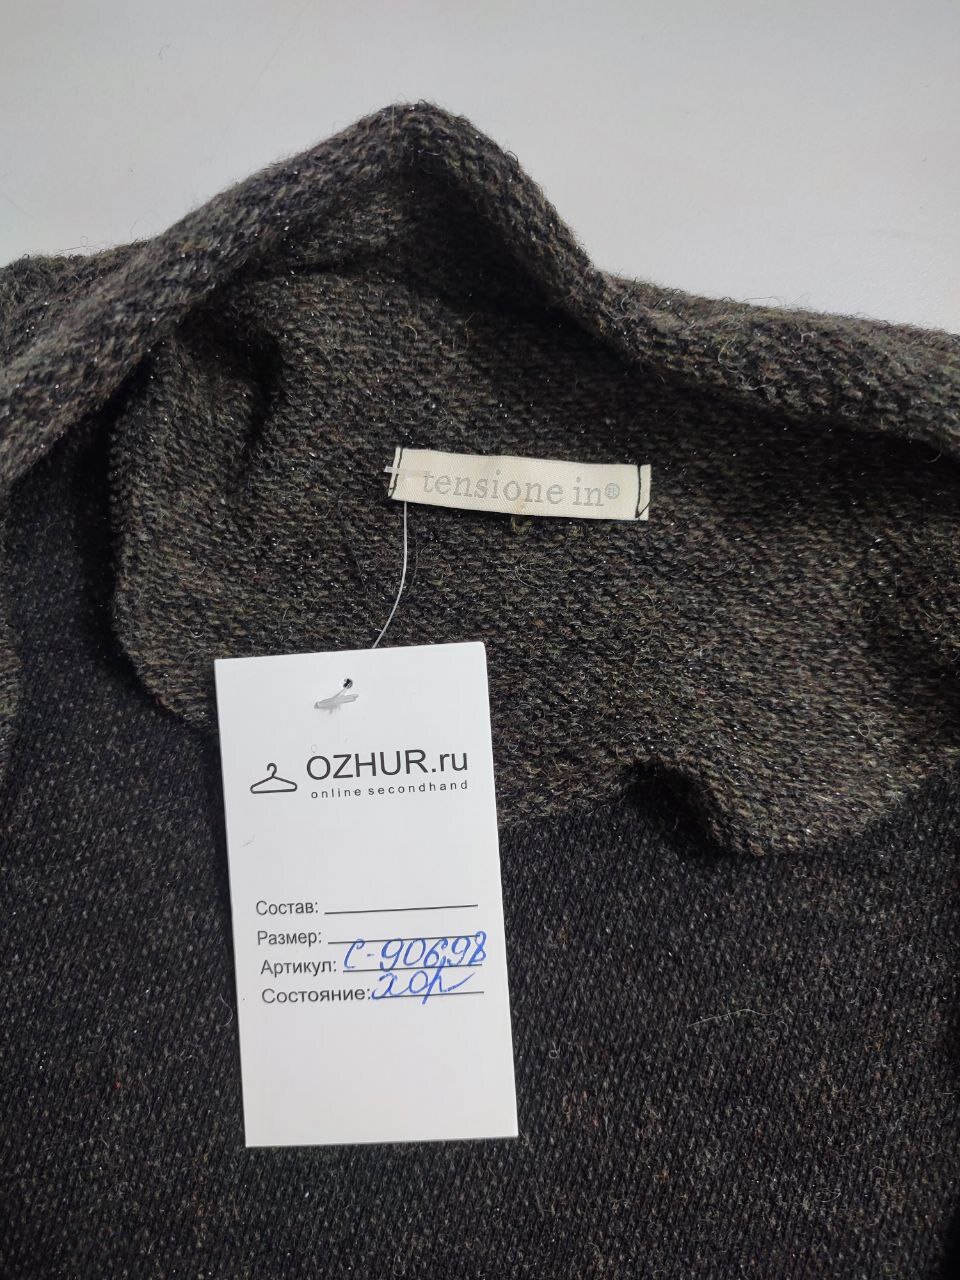 tensione in®
OZHUR.ru
online secondhand
Состав:
Размер:
Артикул: С-90698
Состояние: хор